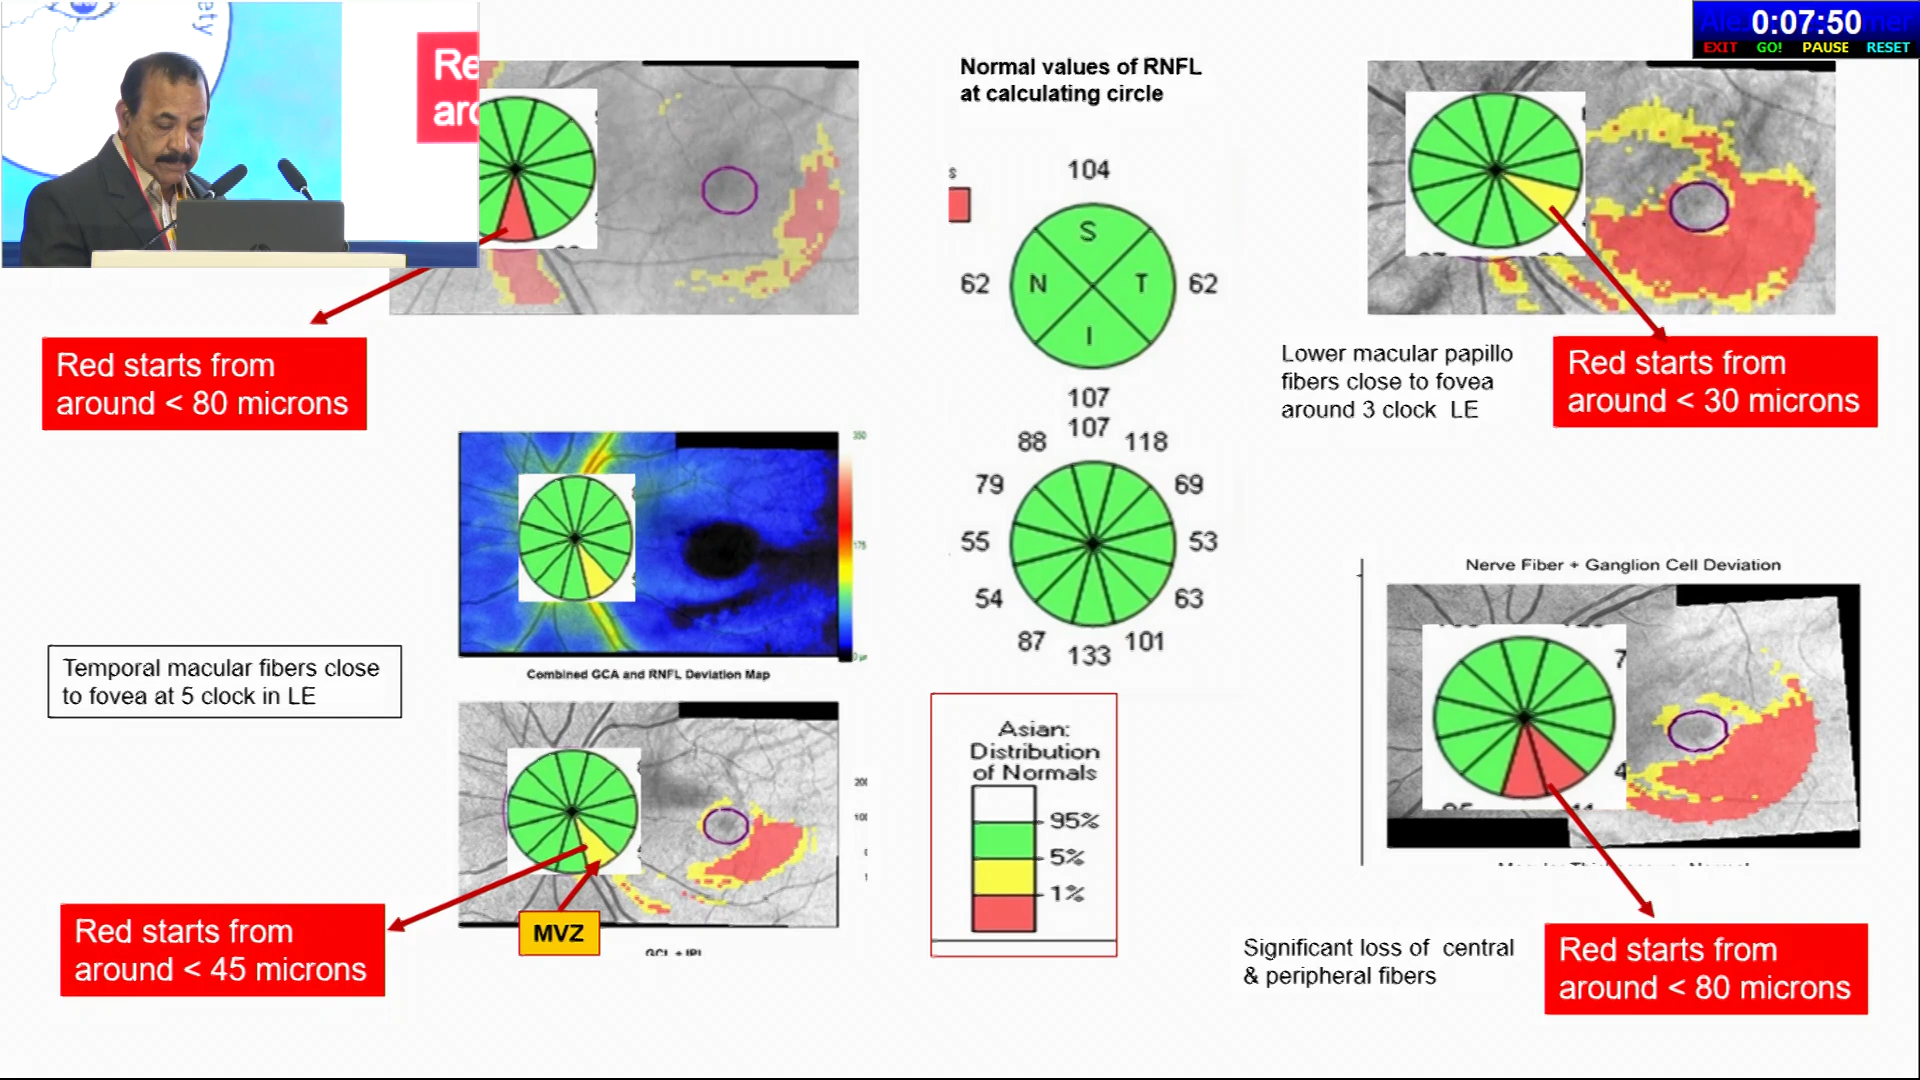 ety
0:07:50
EXIT GO! PAUSE RESET
Normal values of RNFL
at calculating circle
104
S
62 N T 62
I
107
Red starts from
around < 80 microns
Lower macular papillo
fibers close to fovea
around 3 clock LE
Red starts from
around < 30 microns
107
88 118
79 69
55 53
54 63
87 101
133
350
175
0 µm
Combined GCA and RNFL Deviation Map
Temporal macular fibers close
to fovea at 5 clock in LE
Nerve Fiber + Ganglion Cell Deviation
Asian:
Distribution
of Normals
95%
5%
1%
MVZ
Red starts from
around < 45 microns
Significant loss of central
& peripheral fibers
Red starts from
around < 80 microns